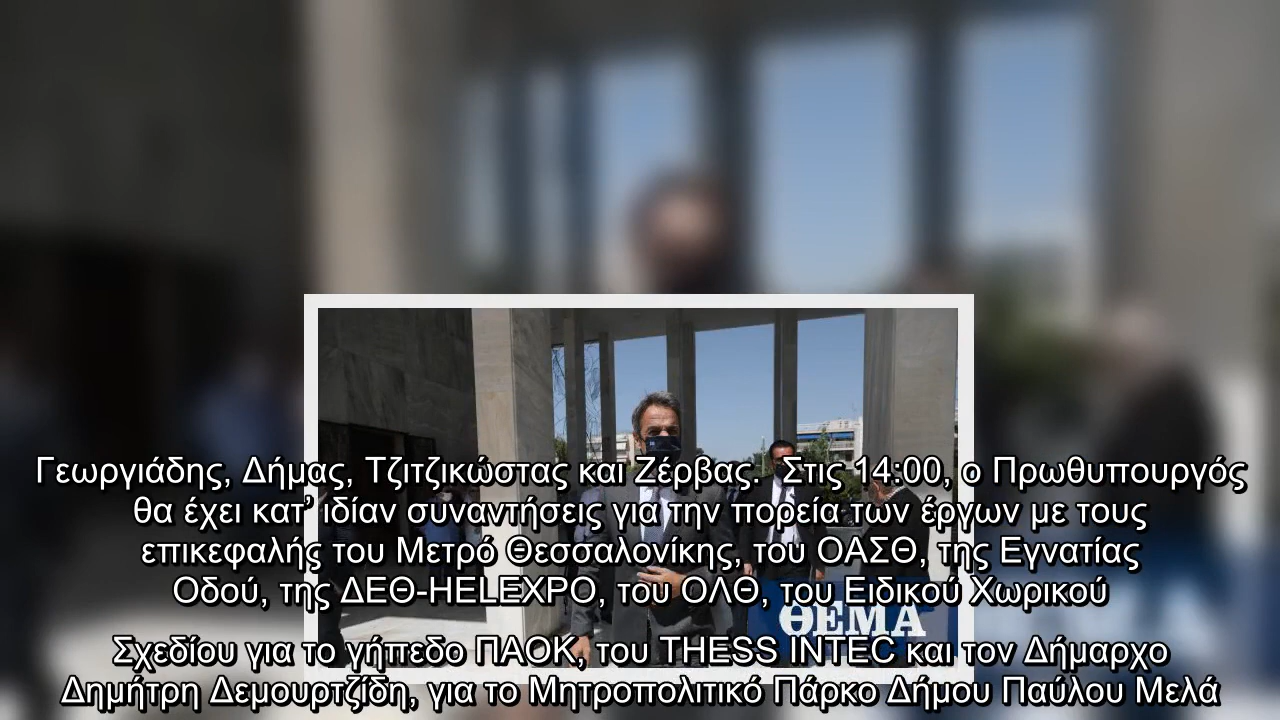 Γεωργιάδης, Δήμας, Τζιτζικώστας και Ζέρβας.  Στις 14:00, ο Πρωθυπουργός
θα έχει κατ’ ιδίαν συναντήσεις για την πορεία των έργων με τους
επικεφαλής του Μετρό Θεσσαλονίκης, του ΟΑΣΘ, της Εγνατίας
Οδού, της ΔΕΘ-HELEXPO, του ΟΛΘ, του Ειδικού Χωρικού
ΘΕΜΑ
Σχεδίου για το γήπεδο ΠΑΟΚ, του THESS INTEC και τον Δήμαρχο
Δημήτρη Δεμουρτζίδη, για το Μητροπολιτικό Πάρκο Δήμου Παύλου Μελά